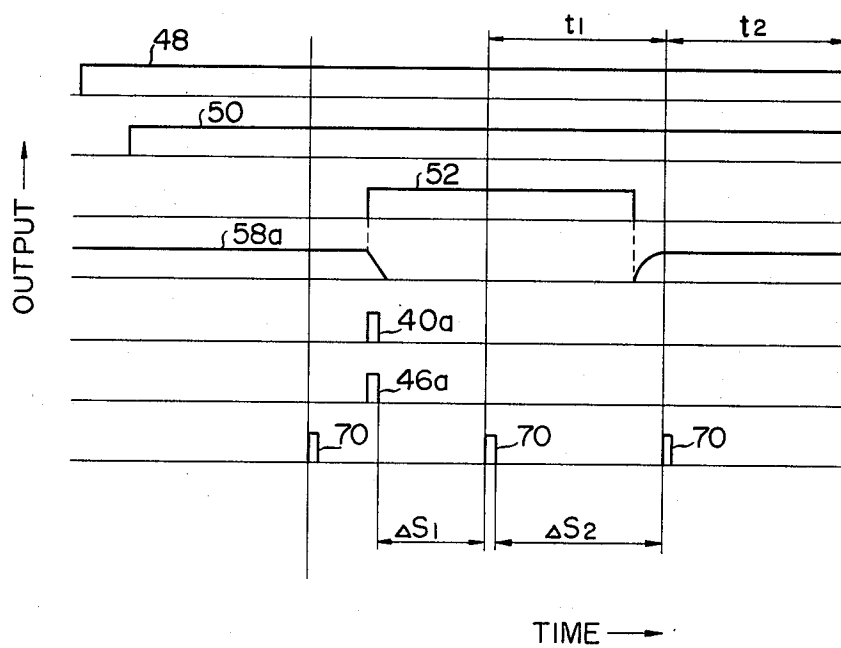 t1 t2
48
50
52
58a
OUTPUT
40a
46a
70 70 70
ΔS1 ΔS2
TIME